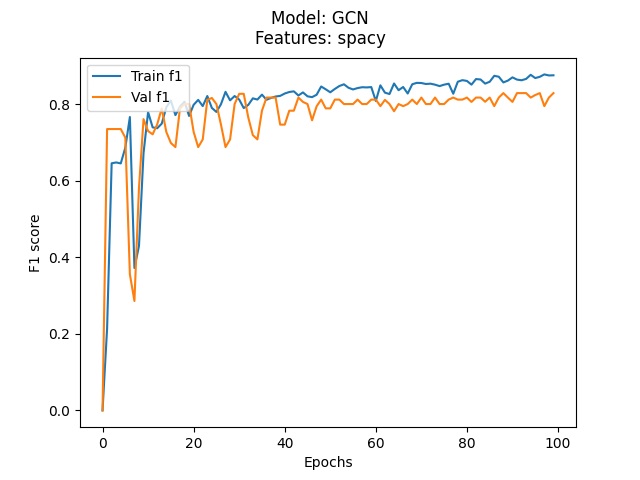 Model: GCN
Features: spacy
Train f1
Val f1
F1 score
0.8
0.6
0.4
0.2
0.0
0 20 40 60 80 100
Epochs